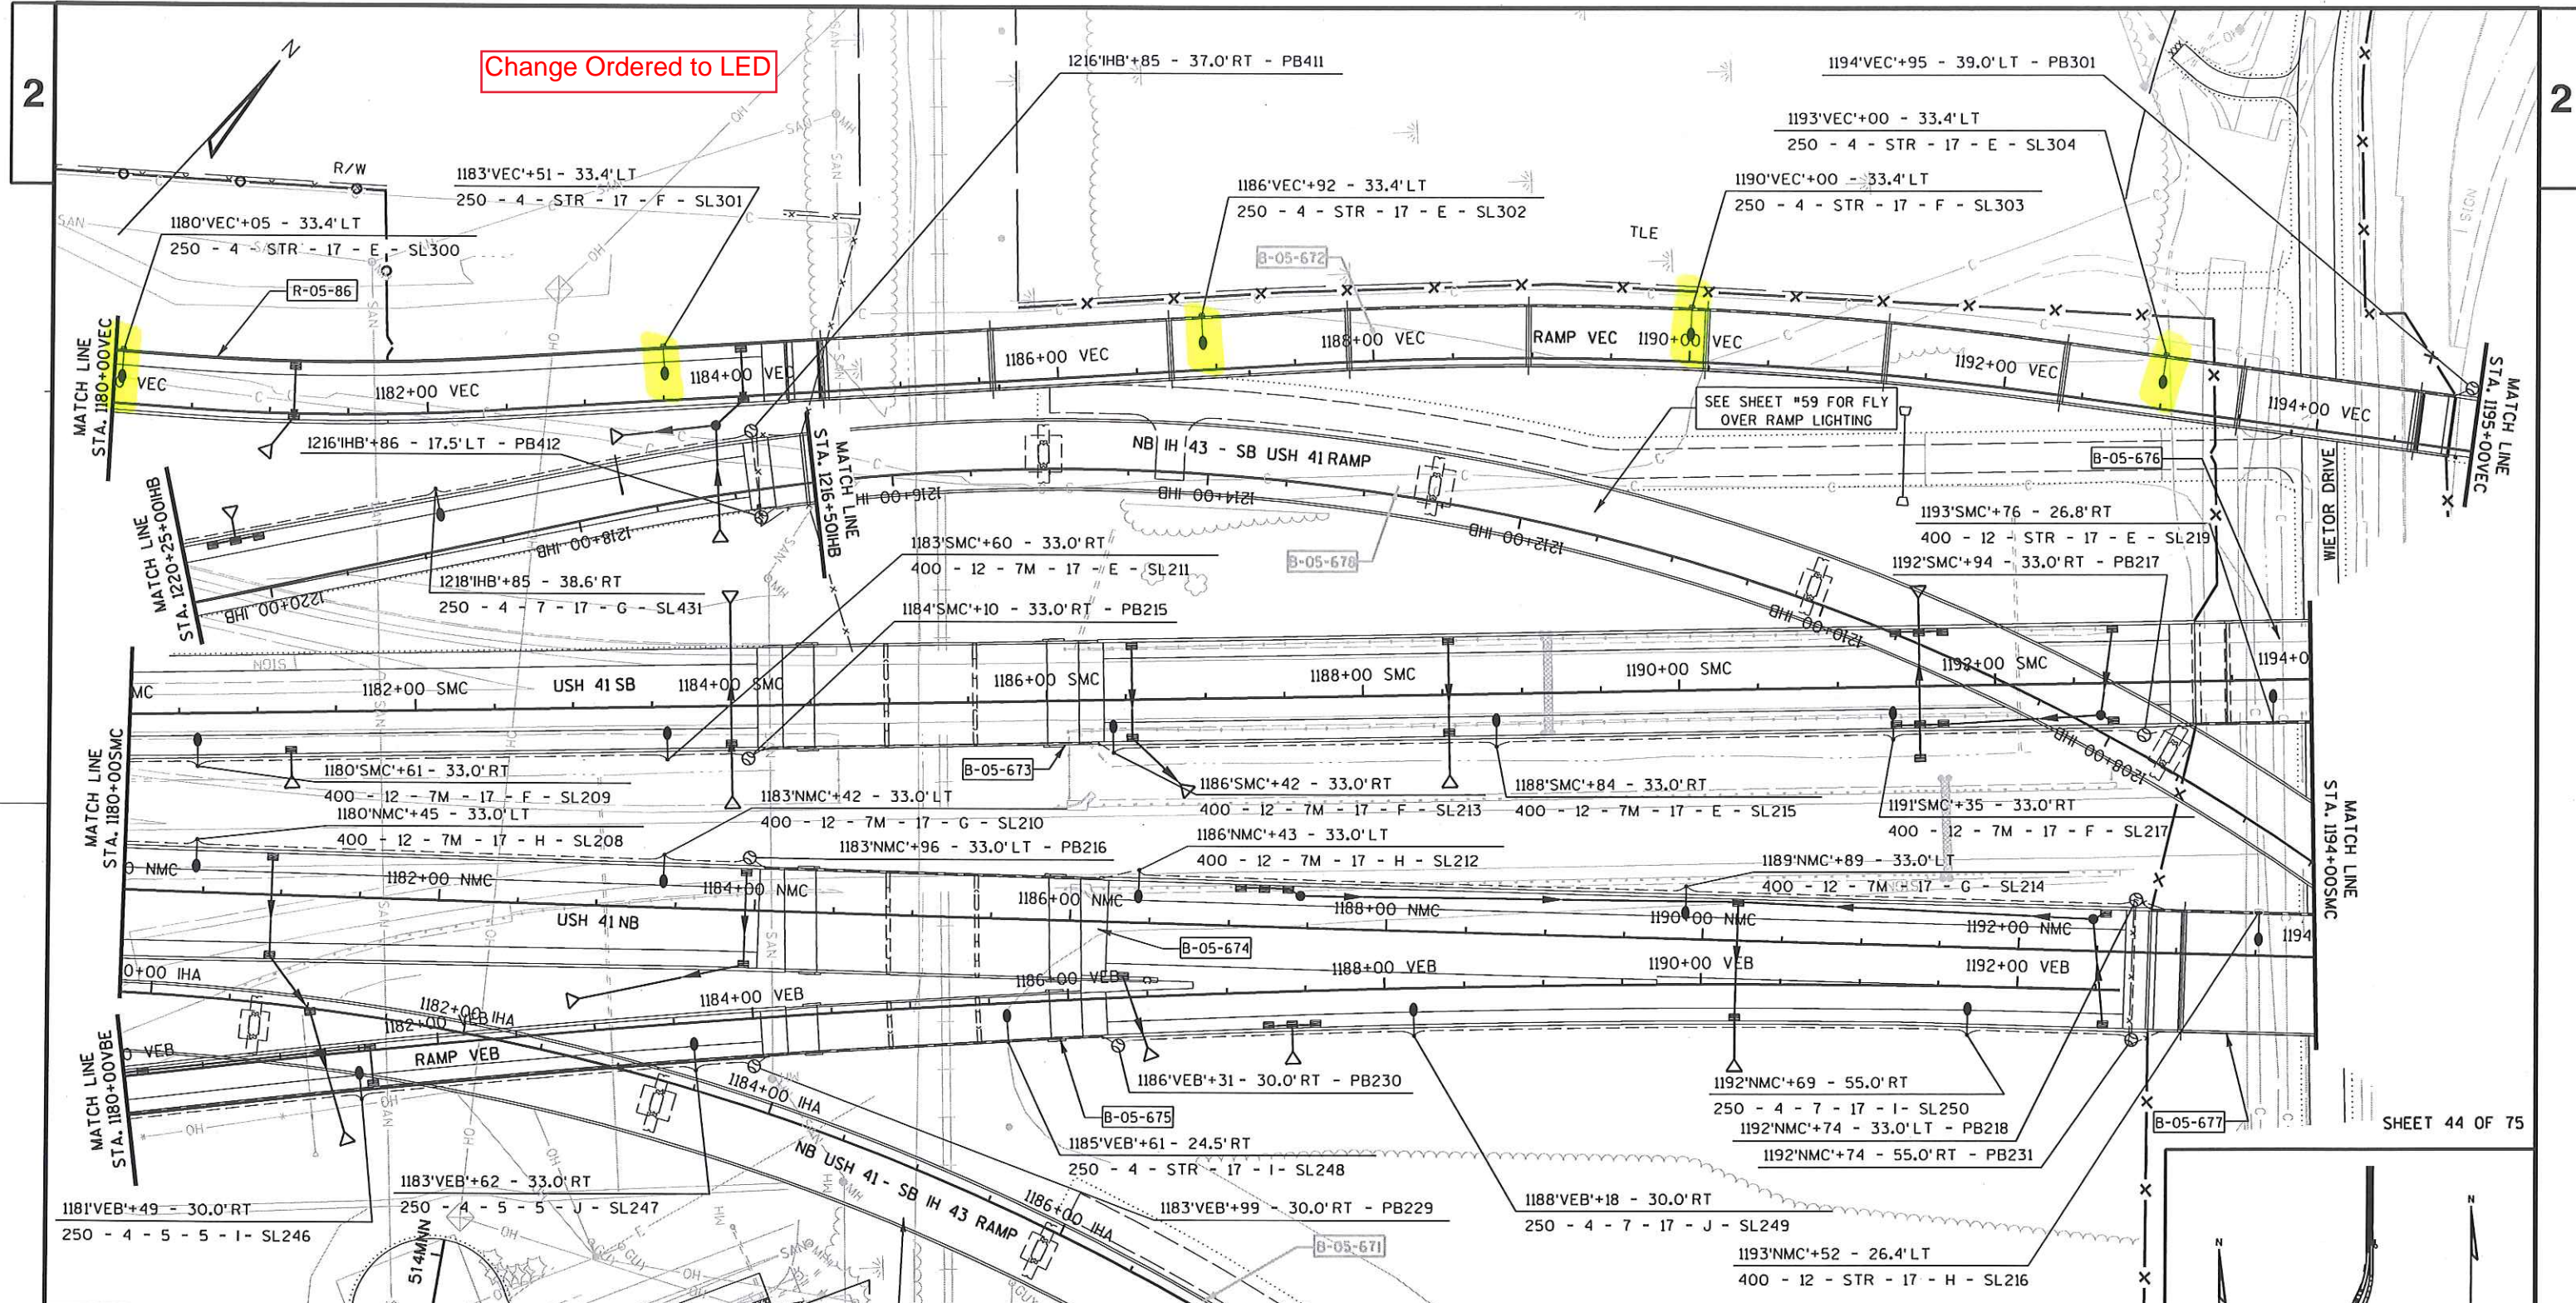 2
Change Ordered to LED
2
N
R/W
1216'IHB'+85 - 37.0'RT - PB411
1194'VEC'+95 - 39.0'LT - PB301
1193'VEC'+00 - 33.4'LT
250 - 4 - STR - 17 - E - SL304
1183'VEC'+51 - 33.4'LT
250 - 4 - STR - 17 - F - SL301
1186'VEC'+92 - 33.4'LT
250 - 4 - STR - 17 - E - SL302
1190'VEC'+00 - 33.4'LT
250 - 4 - STR - 17 - F - SL303
1180'VEC'+05 - 33.4'LT
250 - 4 - STR - 17 - E - SL300
TLE
B-05-672
R-05-86
MATCH LINE
STA. 1180+00VEC
VEC
1182+00 VEC
1184+00 VEC
1186+00 VEC
1188+00 VEC
RAMP VEC
1190+00 VEC
1192+00 VEC
1194+00 VEC
MATCH LINE
STA. 1195+00VEC
SEE SHEET #59 FOR FLY
OVER RAMP LIGHTING
1216'IHB'+86 - 17.5'LT - PB412
MATCH LINE
STA. 1216+50IHB
NB IH 43 - SB USH 41 RAMP
B-05-676
WIETOR DRIVE
MATCH LINE
STA. 1220+25+00IHB
1220+00 IHB
1218+00 IHB
1216+00 IH
1214+00 IHB
1212+00 IHB
1210+00 IHB
1208+00 IHB
1193'SMC'+76 - 26.8'RT
400 - 12 - STR - 17 - E - SL219
1183'SMC'+60 - 33.0'RT
400 - 12 - 7M - 17 - E - SL211
B-05-678
1192'SMC'+94 - 33.0'RT - PB217
1218'IHB'+85 - 38.6'RT
250 - 4 - 7 - 17 - G - SL431
1184'SMC'+10 - 33.0'RT - PB215
SIGN
MC
1182+00 SMC
USH 41 SB
1184+00 SMC
1186+00 SMC
1188+00 SMC
1190+00 SMC
1192+00 SMC
1194+0
MATCH LINE
STA. 1180+00SMC
B-05-673
1180'SMC'+61 - 33.0'RT
400 - 12 - 7M - 17 - F - SL209
1183'NMC'+42 - 33.0'LT
400 - 12 - 7M - 17 - G - SL210
1186'SMC'+42 - 33.0'RT
400 - 12 - 7M - 17 - F - SL213
1188'SMC'+84 - 33.0'RT
400 - 12 - 7M - 17 - E - SL215
1191'SMC'+35 - 33.0'RT
400 - 12 - 7M - 17 - F - SL217
MATCH LINE
STA. 1194+00SMC
1180'NMC'+45 - 33.0'LT
400 - 12 - 7M - 17 - H - SL208
1183'NMC'+96 - 33.0'LT - PB216
1186'NMC'+43 - 33.0'LT
400 - 12 - 7M - 17 - H - SL212
1189'NMC'+89 - 33.0'LT
400 - 12 - 7M - 17 - G - SL214
0 NMC
1182+00 NMC
1184+00 NMC
1186+00 NMC
1188+00 NMC
1190+00 NMC
1192+00 NMC
1194
USH 41 NB
B-05-674
0+00 IHA
1182+00 IHA
1182+00 VEB
1184+00 VEB
1186+00 VEB
1188+00 VEB
1190+00 VEB
1192+00 VEB
MATCH LINE
STA. 1180+00VBE
0 VEB
RAMP VEB
1184+00 IHA
1186'VEB'+31 - 30.0'RT - PB230
B-05-675
1192'NMC'+69 - 55.0'RT
250 - 4 - 7 - 17 - I - SL250
1192'NMC'+74 - 33.0'LT - PB218
1192'NMC'+74 - 55.0'RT - PB231
B-05-677
SHEET 44 OF 75
1185'VEB'+61 - 24.5'RT
250 - 4 - STR - 17 - I - SL248
NB USH 41 - SB IH 43 RAMP
1186+00 IHA
1181'VEB'+49 - 30.0'RT
250 - 4 - 5 - 5 - I - SL246
1183'VEB'+62 - 33.0'RT
250 - 4 - 5 - 5 - J - SL247
1183'VEB'+99 - 30.0'RT - PB229
1188'VEB'+18 - 30.0'RT
250 - 4 - 7 - 17 - J - SL249
B-05-671
1193'NMC'+52 - 26.4'LT
400 - 12 - STR - 17 - H - SL216
514MNN
N
N